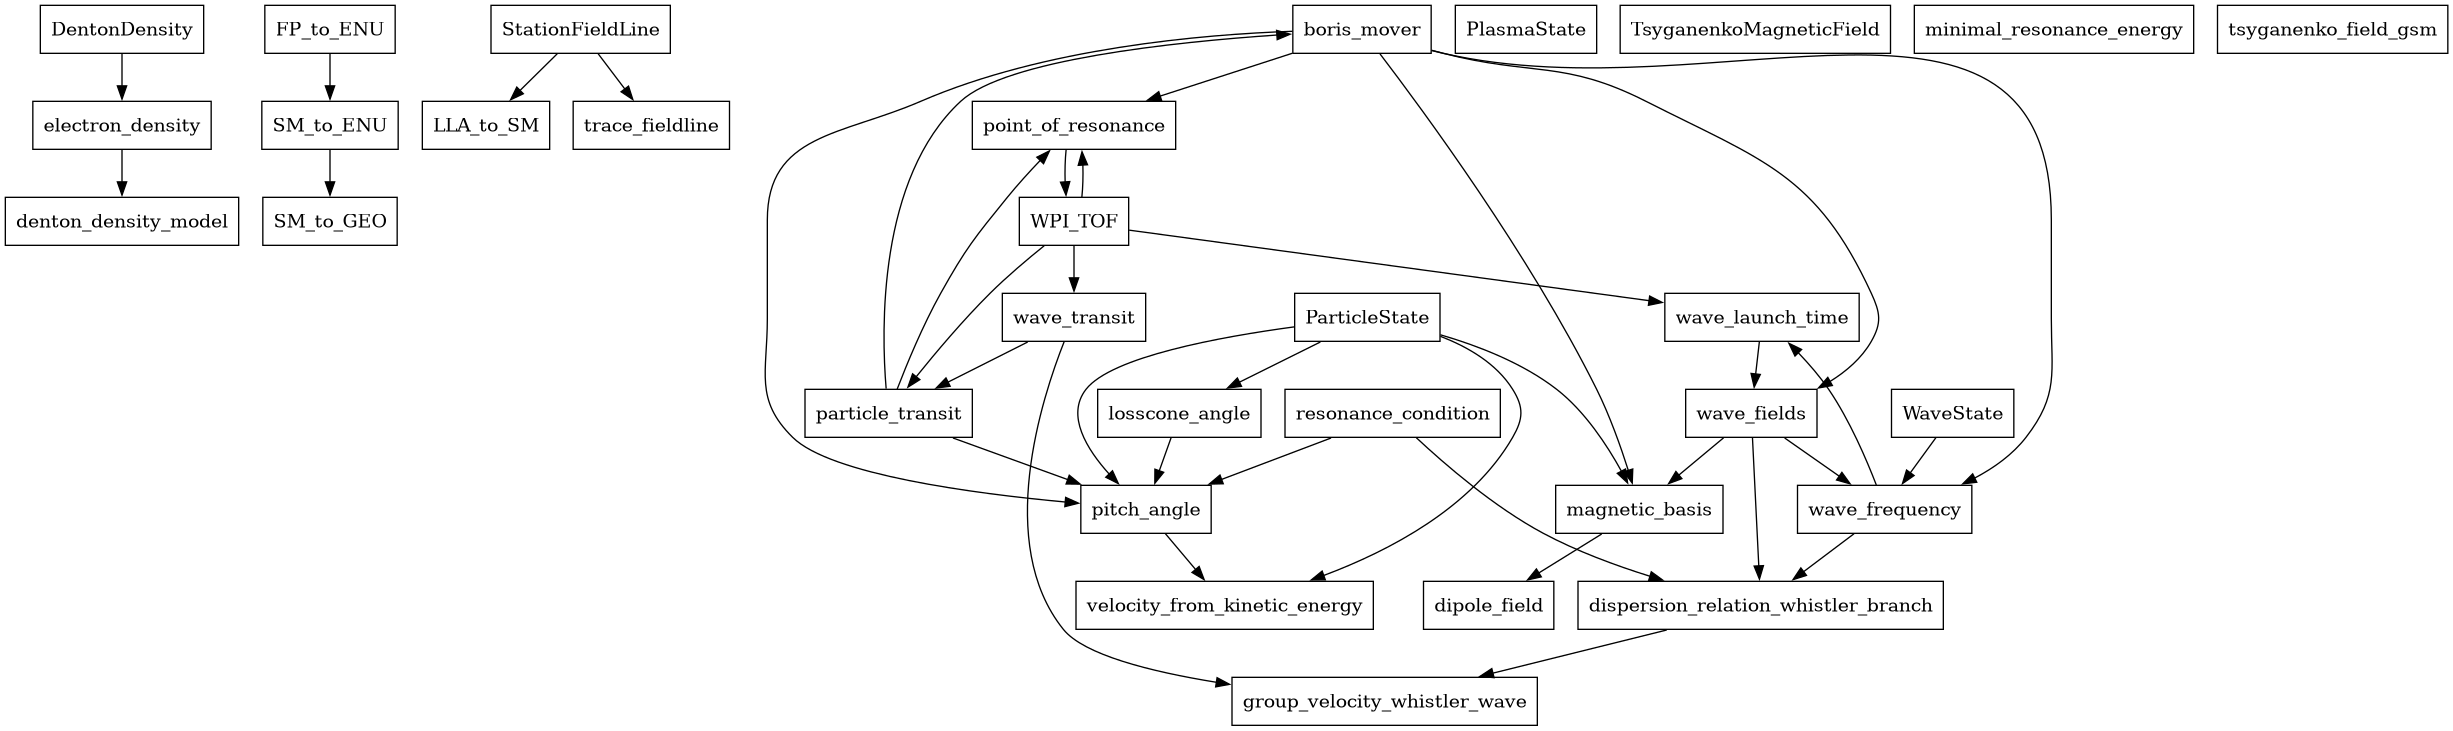 DentonDensity
FP_to_ENU
StationFieldLine
boris_mover
PlasmaState
TsyganenkoMagneticField
minimal_resonance_energy
tsyganenko_field_gsm
electron_density
SM_to_ENU
LLA_to_SM
trace_fieldline
point_of_resonance
denton_density_model
SM_to_GEO
WPI_TOF
wave_transit
ParticleState
wave_launch_time
particle_transit
losscone_angle
resonance_condition
wave_fields
WaveState
pitch_angle
magnetic_basis
wave_frequency
velocity_from_kinetic_energy
dipole_field
dispersion_relation_whistler_branch
group_velocity_whistler_wave